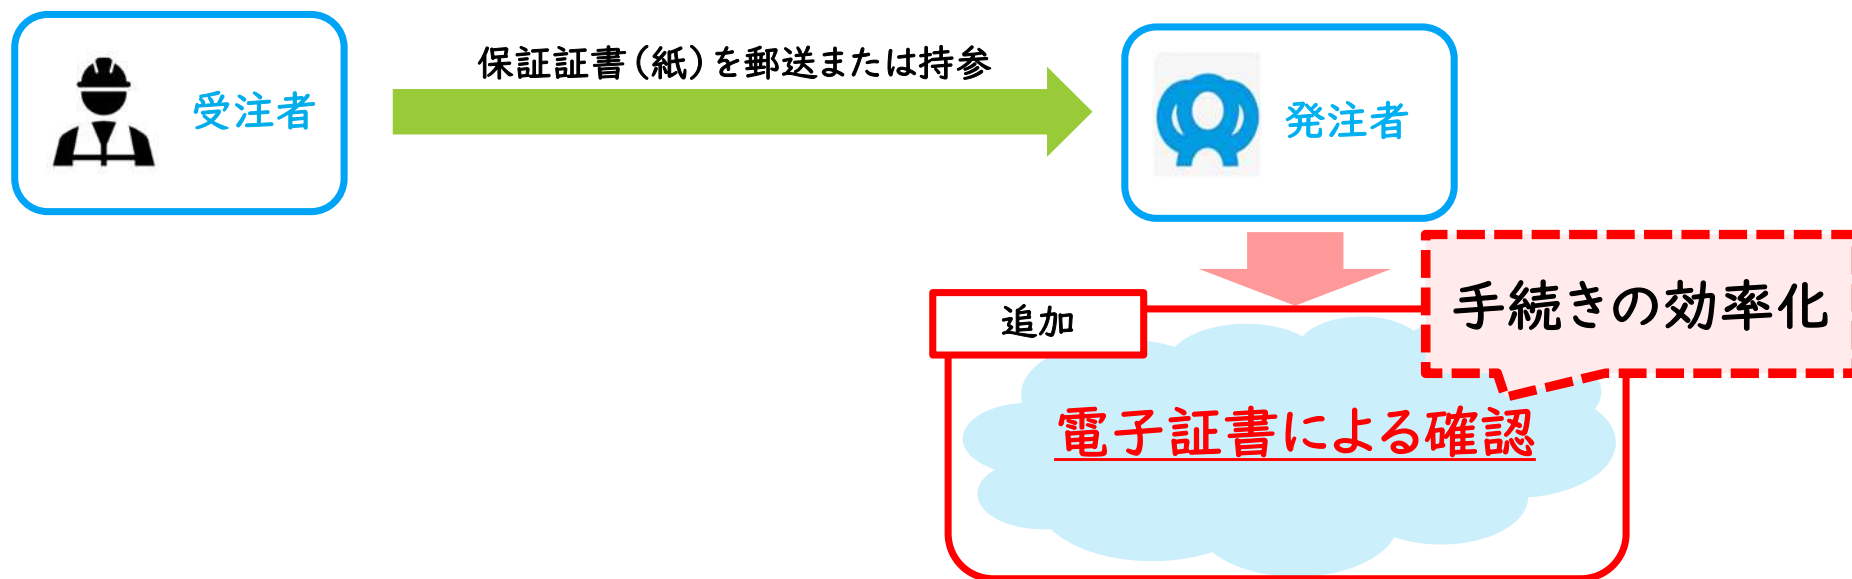 保証証書(紙)を郵送または持参
受注者
発注者
手続きの効率化
追加
電子証書による確認